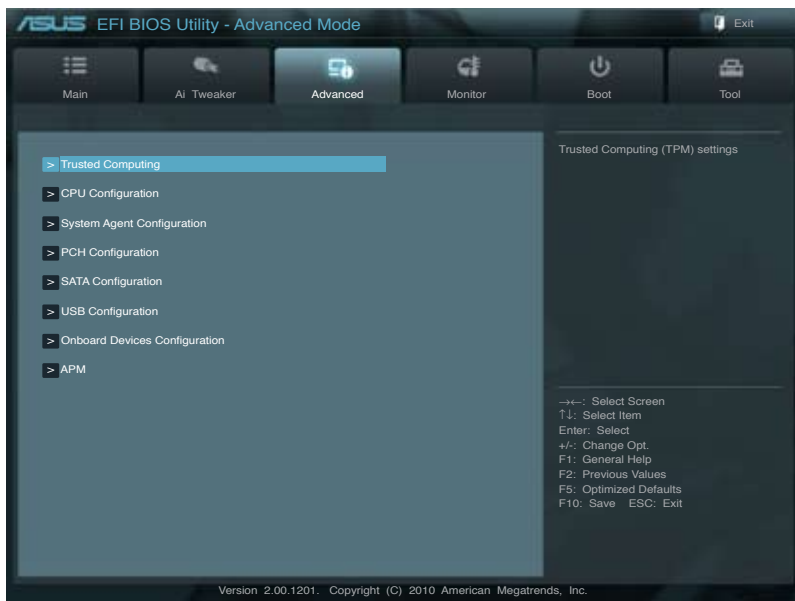 ASUS EFI BIOS Utility - Advanced Mode
Exit
Main
Ai Tweaker
Advanced
Monitor
Boot
Tool
> Trusted Computing
> CPU Configuration
> System Agent Configuration
> PCH Configuration
> SATA Configuration
> USB Configuration
> Onboard Devices Configuration
> APM
Trusted Computing (TPM) settings
→←: Select Screen
↑↓: Select Item
Enter: Select
+/-: Change Opt.
F1: General Help
F2: Previous Values
F5: Optimized Defaults
F10: Save ESC: Exit
Version 2.00.1201. Copyright (C) 2010 American Megatrends, Inc.